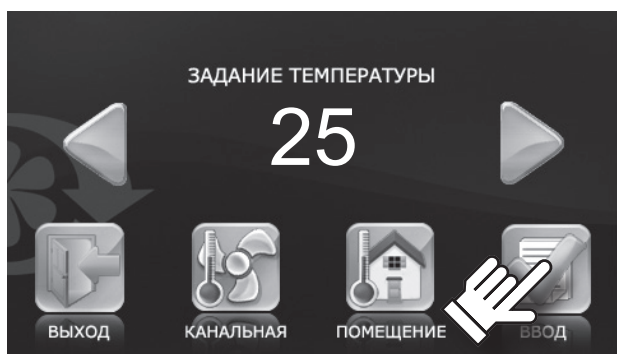 ЗАДАНИЕ ТЕМПЕРАТУРЫ
25
ВЫХОД
КАНАЛЬНАЯ
ПОМЕЩЕНИЕ
ВВОД